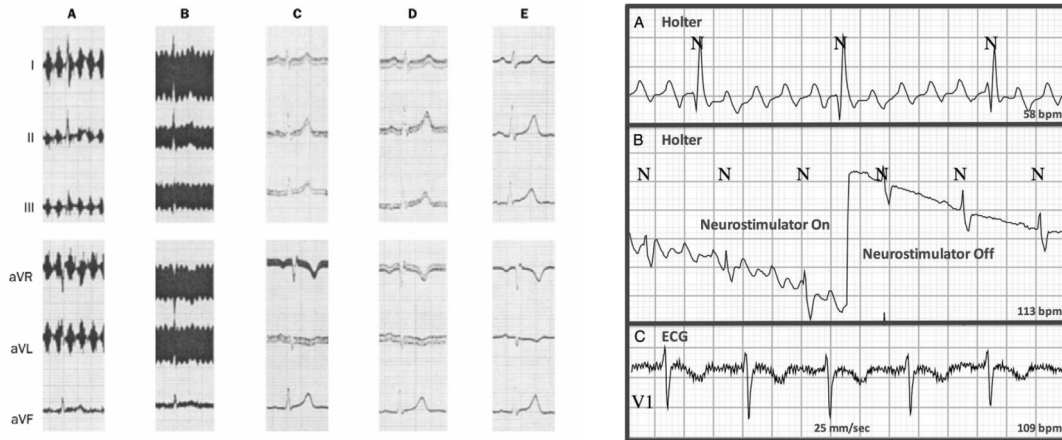 A B C D E
I
II
III
aVR
aVL
aVF
A Holter
N N N
58 bpm
B Holter
N N N N N N
Neurostimulator On
Neurostimulator Off
113 bpm
C ECG
V1
25 mm/sec
109 bpm